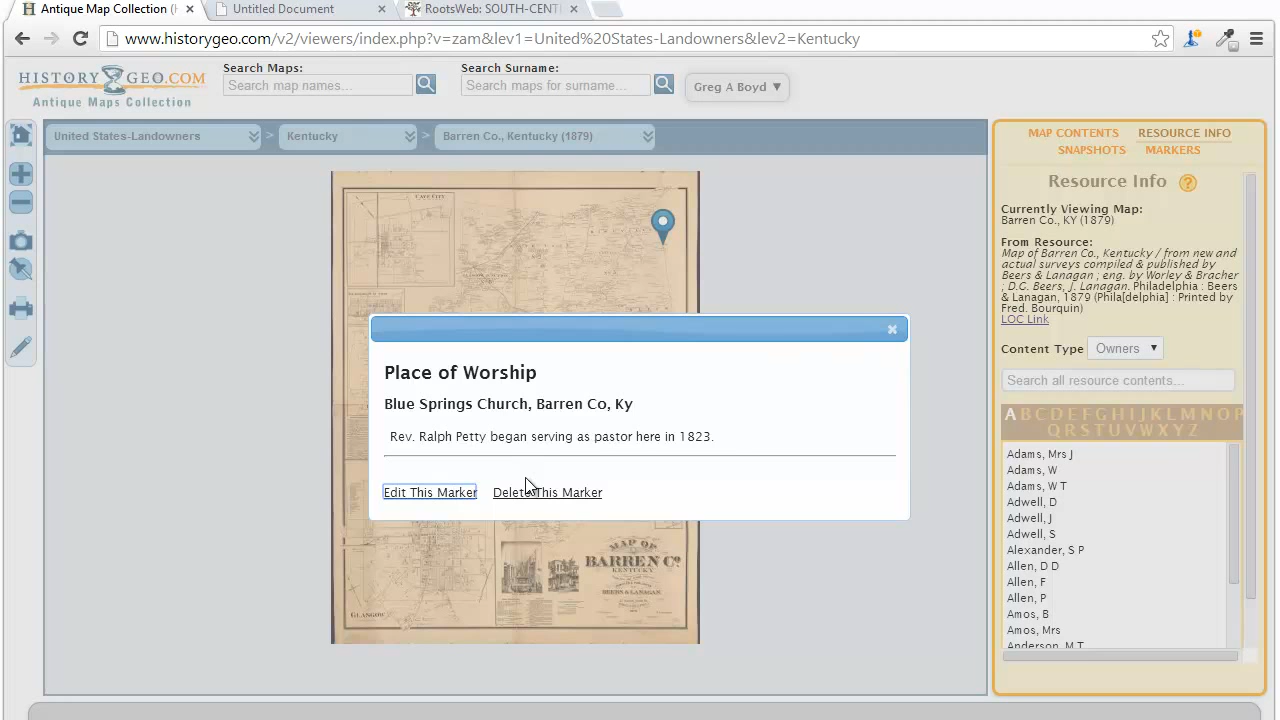 Antique Map Collection (
Untitled Document
RootsWeb: SOUTH-CENT
www.historygeo.com/v2/viewers/index.php?v=zam&lev1=United%20States-Landowners&lev2=Kentucky
HISTORYGEO.COM
Antique Maps Collection
Search Maps:
Search map names...
Search Surname:
Search maps for surname...
Greg A Boyd ▼
United States-Landowners
>
Kentucky
>
Barren Co., Kentucky (1879)
MAP CONTENTS
RESOURCE INFO
SNAPSHOTS
MARKERS
Resource Info ?
Currently Viewing Map:
Barren Co., KY (1879)
From Resource:
Map of Barren Co., Kentucky / from new and
actual surveys compiled & published by
Beers & Lanagan ; eng. by Worley & Bracher
; D.C. Beers, J. Lanagan. Philadelphia : Beers
& Lanagan, 1879 (Phila[delphia] : Printed by
Fred. Bourquin)
LOC Link
Content Type Owners ▼
Search all resource contents...
A B C D E F G H I J K L M N O P
Q R S T U V W X Y Z
Adams, Mrs J
Adams, W
Adams, W T
Adwell, D
Adwell, J
Adwell, S
Alexander, S P
Allen, D D
Allen, F
Allen, P
Amos, B
Amos, Mrs
Anderson, M T
CAVE CITY
Place of Worship
Blue Springs Church, Barren Co, Ky
Rev. Ralph Petty began serving as pastor here in 1823.
Edit This Marker
Delete This Marker
MAP OF
BARREN CO.
KENTUCKY
BEERS & LANAGAN
GLASGOW